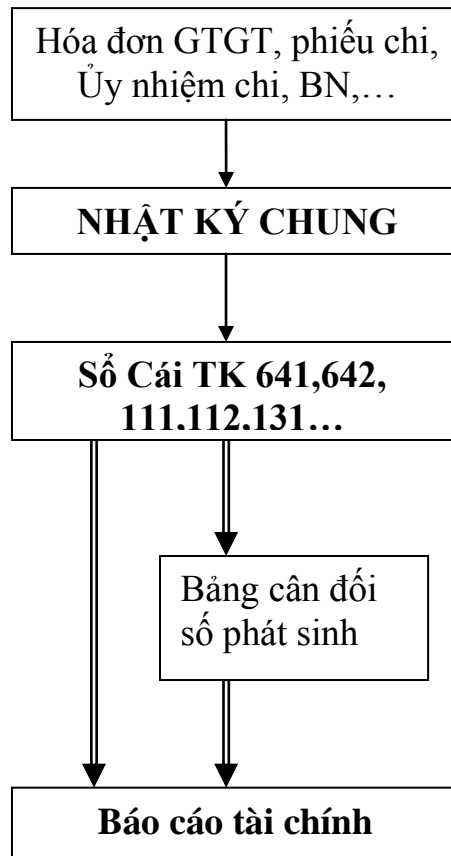 Hóa đơn GTGT, phiếu chi,
Ủy nhiệm chi, BN,…
NHẬT KÝ CHUNG
Sổ Cái TK 641,642,
111,112,131…
Bảng cân đối
số phát sinh
Báo cáo tài chính